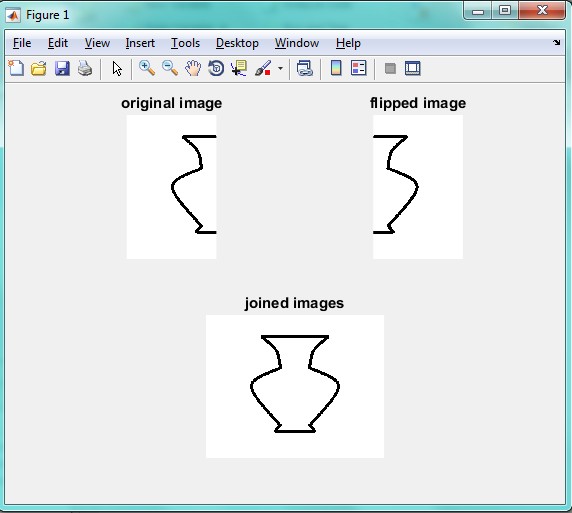 Figure 1
File Edit View Insert Tools Desktop Window Help
original image flipped image
joined images